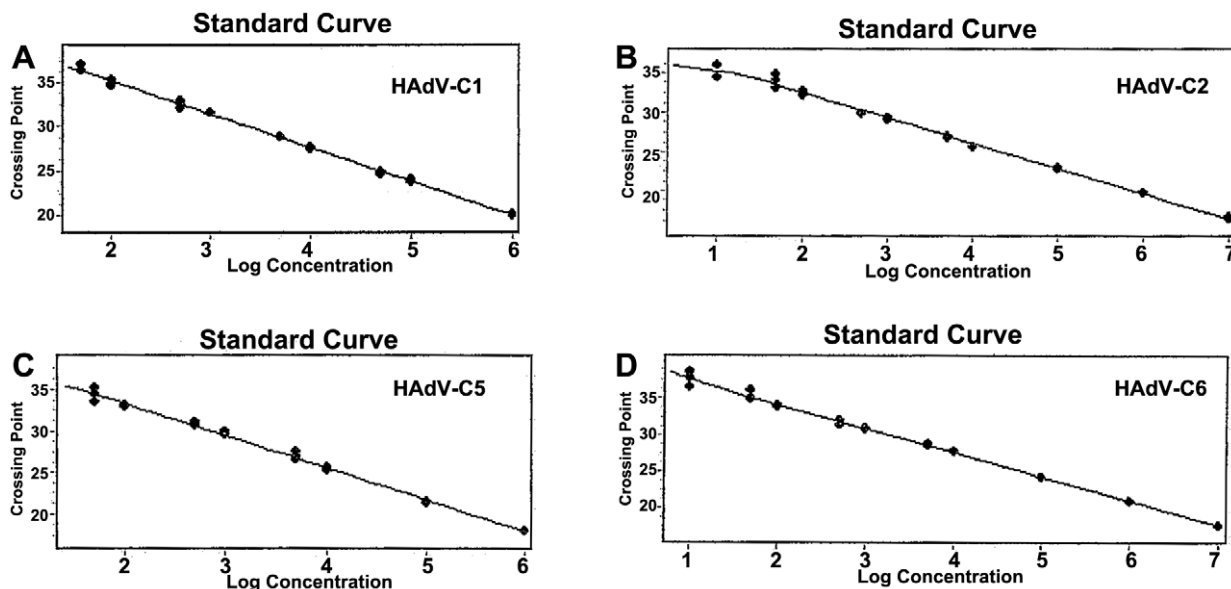 Standard Curve
A
HAdV-C1
Crossing Point
35
30
25
20
2 3 4 5 6
Log Concentration
Standard Curve
B
HAdV-C2
Crossing Point
35
30
25
20
1 2 3 4 5 6 7
Log Concentration
Standard Curve
C
HAdV-C5
Crossing Point
35
30
25
20
2 3 4 5 6
Log Concentration
Standard Curve
D
HAdV-C6
Crossing Point
35
30
25
20
1 2 3 4 5 6 7
Log Concentration